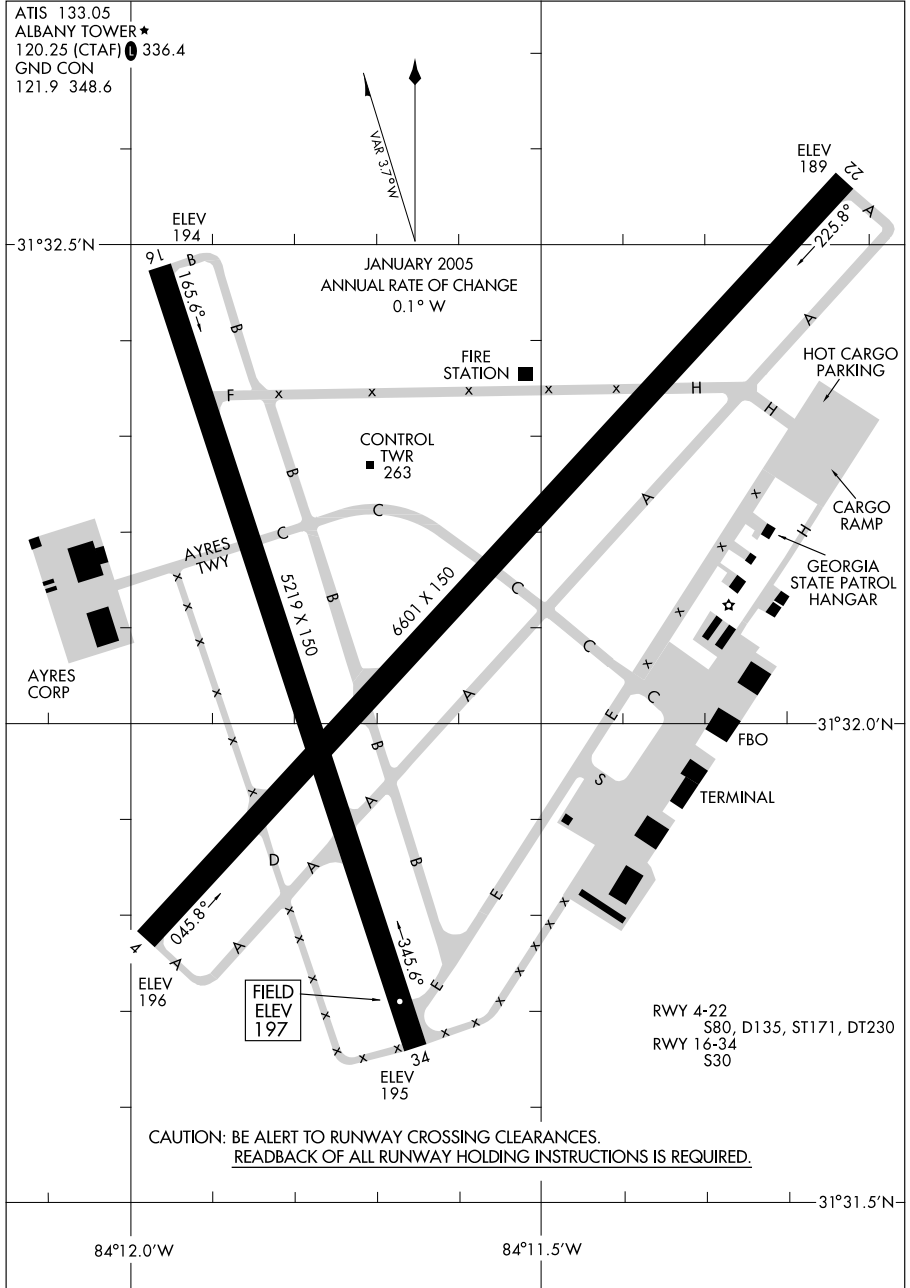 ATIS 133.05
ALBANY TOWER★
120.25 (CTAF) L 336.4
GND CON
121.9 348.6
VAR 3.7°W
ELEV
189
22
A
225.8°
ELEV
194
31°32.5'N
16
B
165.6°
JANUARY 2005
ANNUAL RATE OF CHANGE
0.1° W
B
A
HOT CARGO
PARKING
FIRE
STATION
F
x
x
x
x
x
H
H
CONTROL
TWR
263
B
A
x
CARGO
RAMP
C
C
H
AYRES
TWY
x
GEORGIA
STATE PATROL
HANGAR
5219 X 150
6601 X 150
B
C
x
x
x
x
C
x
AYRES
CORP
x
A
C
E
31°32.0'N
x
B
FBO
S
x
A
TERMINAL
D
A
B
E
x
x
x
045.8°
4
A
A
345.6°
x
x
x
x
E
ELEV
196
FIELD
ELEV
197
x
x
x
x
x
x
x
34
ELEV
195
RWY 4-22
S80, D135, ST171, DT230
RWY 16-34
S30
CAUTION: BE ALERT TO RUNWAY CROSSING CLEARANCES.
READBACK OF ALL RUNWAY HOLDING INSTRUCTIONS IS REQUIRED.
31°31.5'N
84°12.0'W
84°11.5'W